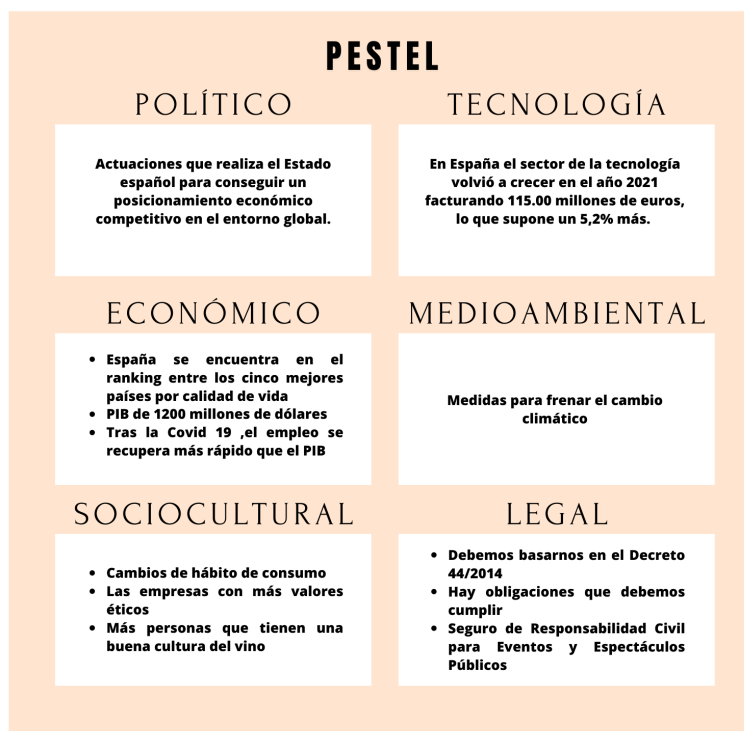 PESTEL
POLÍTICO
Actuaciones que realiza el Estado
español para conseguir un
posicionamiento económico
competitivo en el entorno global.
TECNOLOGÍA
En España el sector de la tecnología
volvió a crecer en el año 2021
facturando 115.00 millones de euros,
lo que supone un 5,2% más.
ECONÓMICO
• España se encuentra en el
ranking entre los cinco mejores
países por calidad de vida
• PIB de 1200 millones de dólares
• Tras la Covid 19 ,el empleo se
recupera más rápido que el PIB
MEDIOAMBIENTAL
Medidas para frenar el cambio
climático
SOCIOCULTURAL
• Cambios de hábito de consumo
• Las empresas con más valores
éticos
• Más personas que tienen una
buena cultura del vino
LEGAL
• Debemos basarnos en el Decreto
44/2014
• Hay obligaciones que debemos
cumplir
• Seguro de Responsabilidad Civil
para Eventos y Espectáculos
Públicos